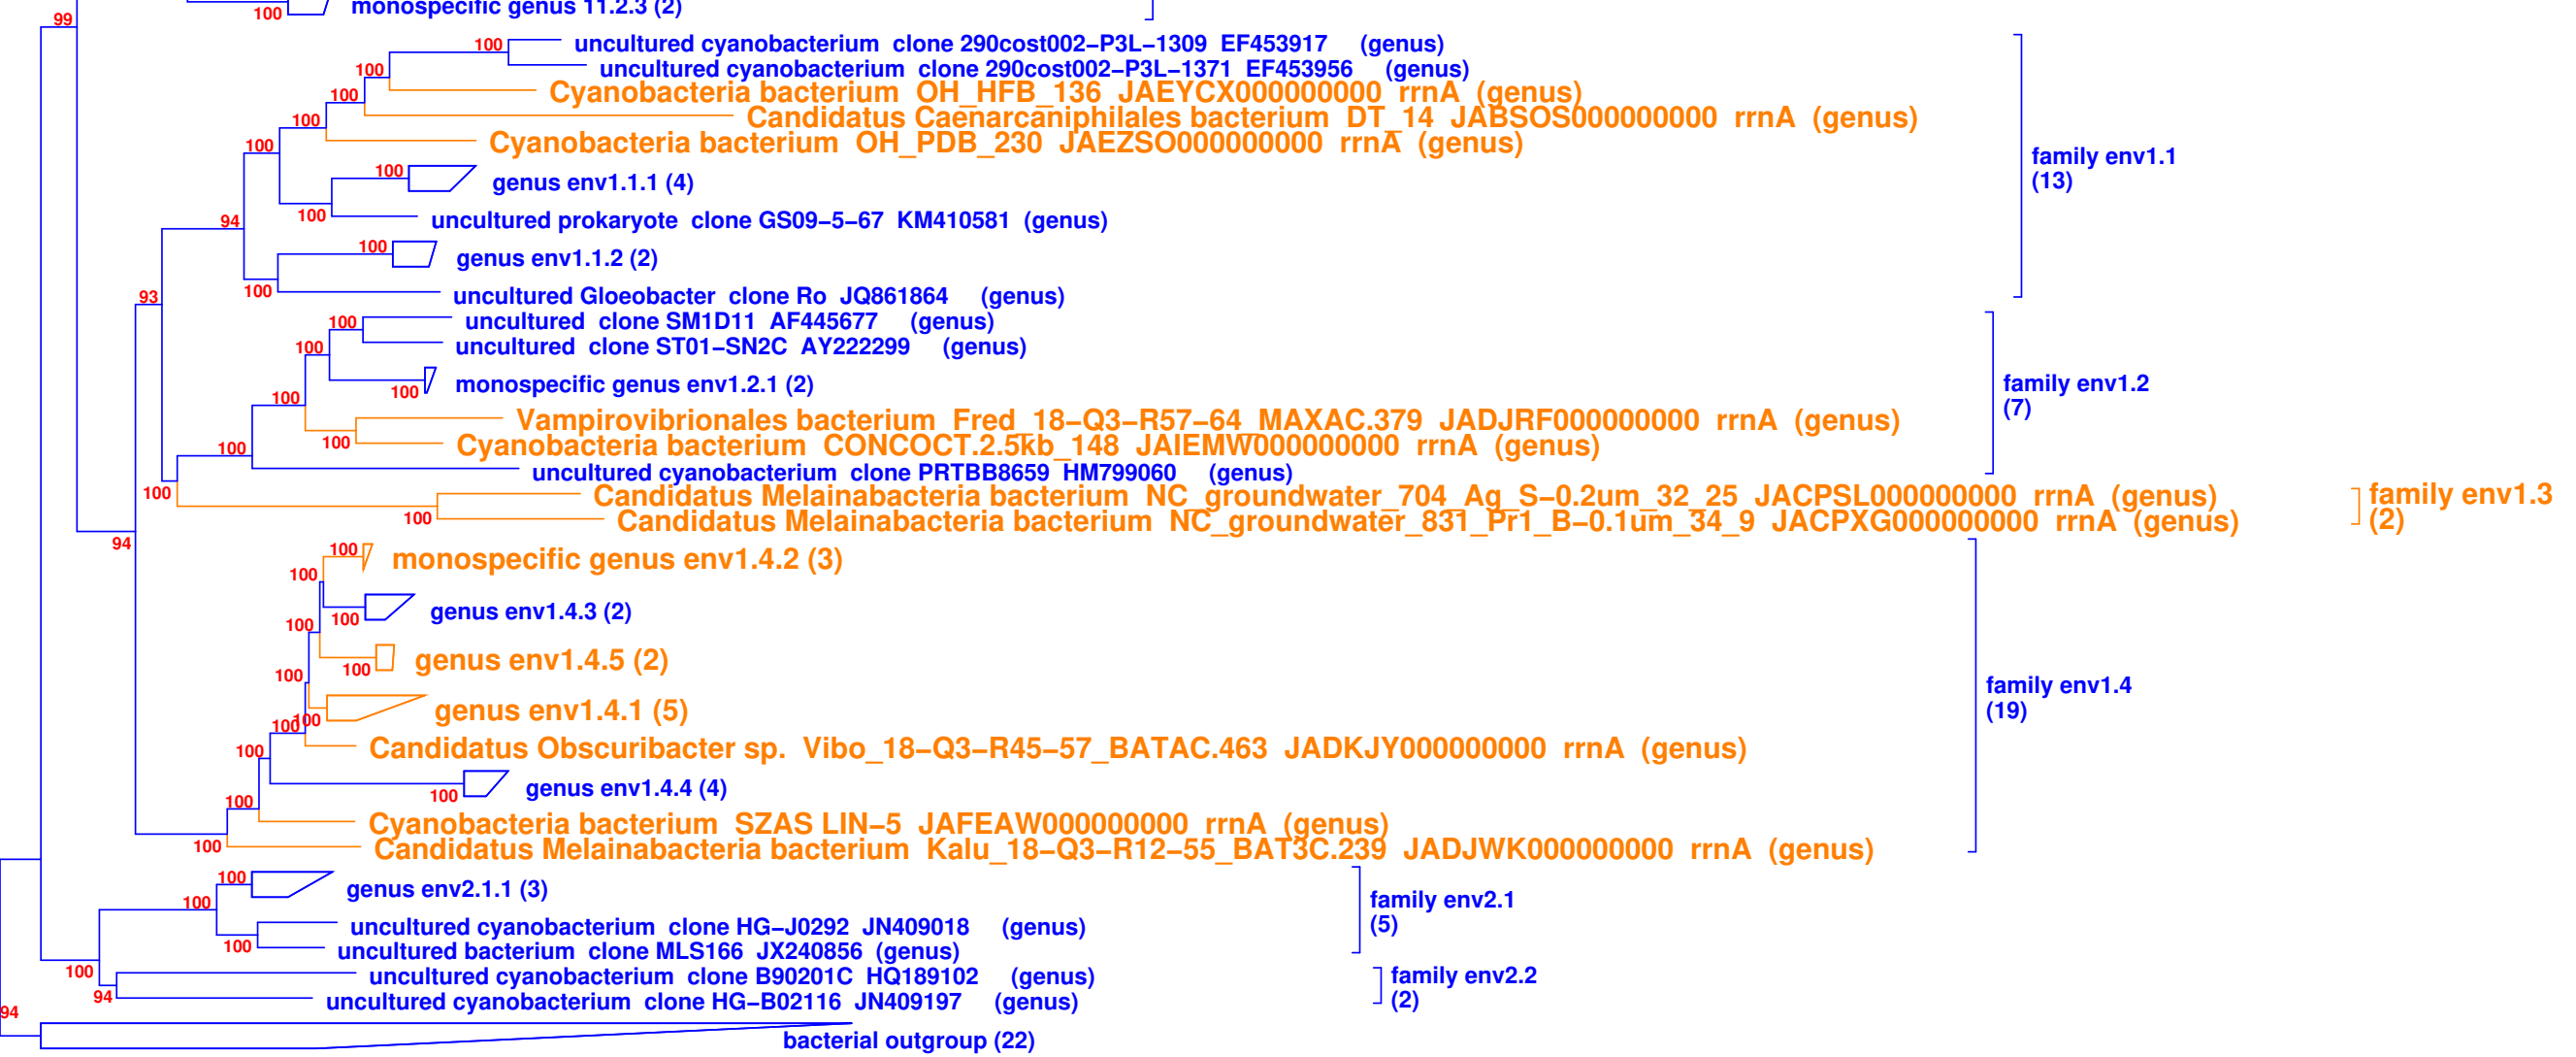 monospecific genus 11.2.3 (2)
100
99
uncultured cyanobacterium clone 290cost002−P3L−1309 EF453917 (genus)
100
uncultured cyanobacterium clone 290cost002−P3L−1371 EF453956 (genus)
100
Cyanobacteria bacterium OH_HFB_136 JAEYCX000000000 rrnA (genus)
100
Candidatus Caenarcaniphilales bacterium DT_14 JABSOS000000000 rrnA (genus)
100
Cyanobacteria bacterium OH_PDB_230 JAEZSO000000000 rrnA (genus)
100
family env1.1
(13)
100
genus env1.1.1 (4)
100
uncultured prokaryote clone GS09−5−67 KM410581 (genus)
94
100
genus env1.1.2 (2)
100
uncultured Gloeobacter clone Ro JQ861864 (genus)
93
uncultured clone SM1D11 AF445677 (genus)
100
uncultured clone ST01−SN2C AY222299 (genus)
100
monospecific genus env1.2.1 (2)
100
family env1.2
(7)
100
Vampirovibrionales bacterium Fred_18−Q3−R57−64_MAXAC.379 JADJRF000000000 rrnA (genus)
100
Cyanobacteria bacterium CONCOCT.2.5kb_148 JAIEMW000000000 rrnA (genus)
100
uncultured cyanobacterium clone PRTBB8659 HM799060 (genus)
100
Candidatus Melainabacteria bacterium NC_groundwater_704_Ag_S−0.2um_32_25 JACPSL000000000 rrnA (genus)
family env1.3
(2)
100
Candidatus Melainabacteria bacterium NC_groundwater_831_Pr1_B−0.1um_34_9 JACPXG000000000 rrnA (genus)
94
100
monospecific genus env1.4.2 (3)
100
genus env1.4.3 (2)
100
100
genus env1.4.5 (2)
100
100
family env1.4
(19)
genus env1.4.1 (5)
100
100
Candidatus Obscuribacter sp. Vibo_18−Q3−R45−57_BATAC.463 JADKJY000000000 rrnA (genus)
100
genus env1.4.4 (4)
100
100
Cyanobacteria bacterium SZAS LIN−5 JAFEAW000000000 rrnA (genus)
100
Candidatus Melainabacteria bacterium Kalu_18−Q3−R12−55_BAT3C.239 JADJWK000000000 rrnA (genus)
100
genus env2.1.1 (3)
100
family env2.1
(5)
uncultured cyanobacterium clone HG−J0292 JN409018 (genus)
100
uncultured bacterium clone MLS166 JX240856 (genus)
100
uncultured cyanobacterium clone B90201C HQ189102 (genus)
family env2.2
(2)
94
uncultured cyanobacterium clone HG−B02116 JN409197 (genus)
94
bacterial outgroup (22)